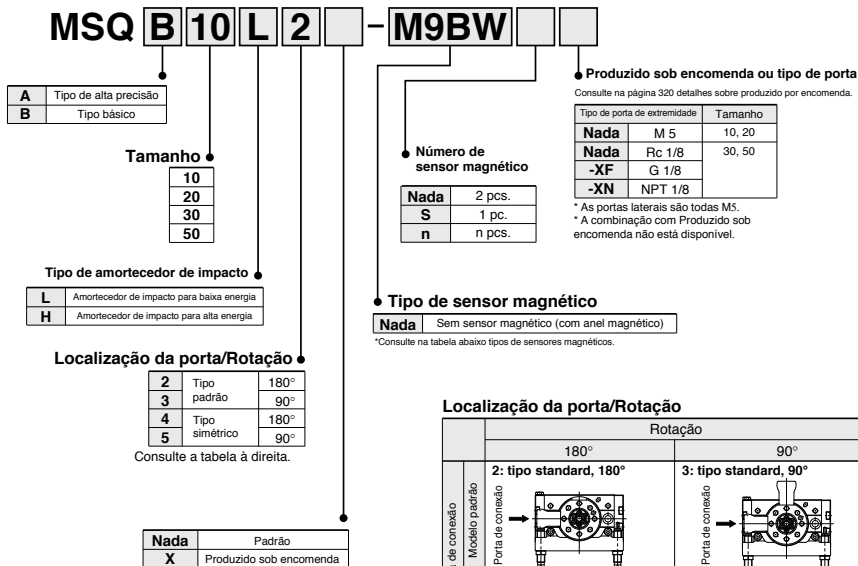 MSQ B 10 L 2 – M9BW
A Tipo de alta precisão
B Tipo básico
Tamanho
10
20
30
50
Tipo de amortecedor de impacto
L Amortecedor de impacto para baixa energia
H Amortecedor de impacto para alta energia
Localização da porta/Rotação
2 Tipo padrão 180°
3 90°
4 Tipo simétrico 180°
5 90°
Consulte a tabela à direita.
Nada Padrão
X Produzido sob encomenda
Número de
sensor magnético
Nada 2 pcs.
S 1 pc.
n n pcs.
Produzido sob encomenda ou tipo de porta
Consulte na página 320 detalhes sobre produzido por encomenda.
Tipo de porta de extremidade Tamanho
Nada M 5 10, 20
Nada Rc 1/8 30, 50
-XF G 1/8
-XN NPT 1/8
* As portas laterais são todas M5.
* A combinação com Produzido sob
encomenda não está disponível.
Tipo de sensor magnético
Nada Sem sensor magnético (com anel magnético)
*Consulte na tabela abaixo tipos de sensores magnéticos.
Localização da porta/Rotação
Rotação
180° 90°
2: tipo standard, 180° 3: tipo standard, 90°
de conexão
Modelo padrão
Porta de conexão
Porta de conexão